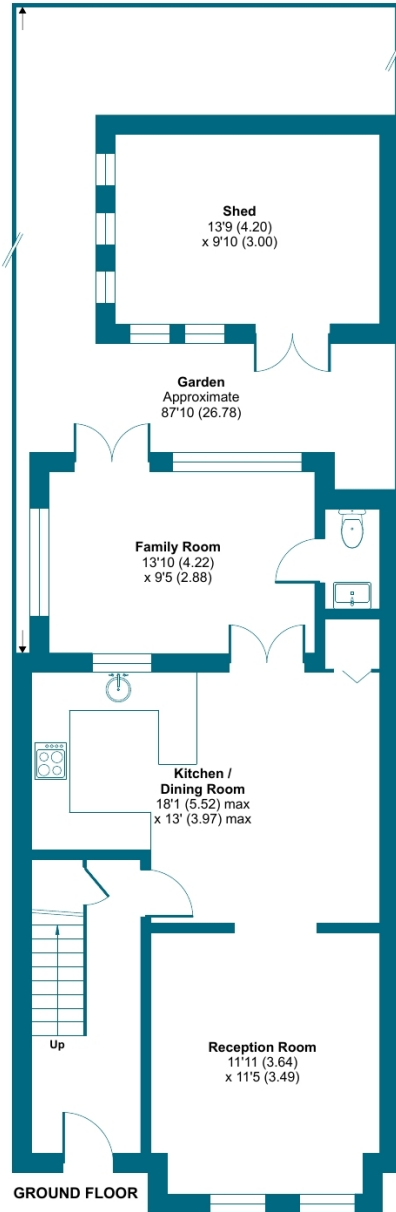 Shed
13'9 (4.20)
x 9'10 (3.00)
Garden
Approximate
87'10 (26.78)
Family Room
13'10 (4.22)
x 9'5 (2.88)
Kitchen /
Dining Room
18'1 (5.52) max
x 13' (3.97) max
Up
Reception Room
11'11 (3.64)
x 11'5 (3.49)
GROUND FLOOR